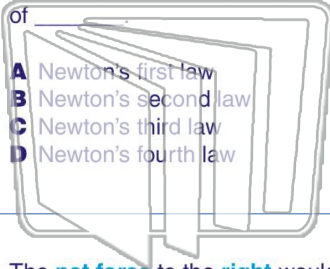 of ________.
A Newton's first law
B Newton's second law
C Newton's third law
D Newton's fourth law
The net force to the right would